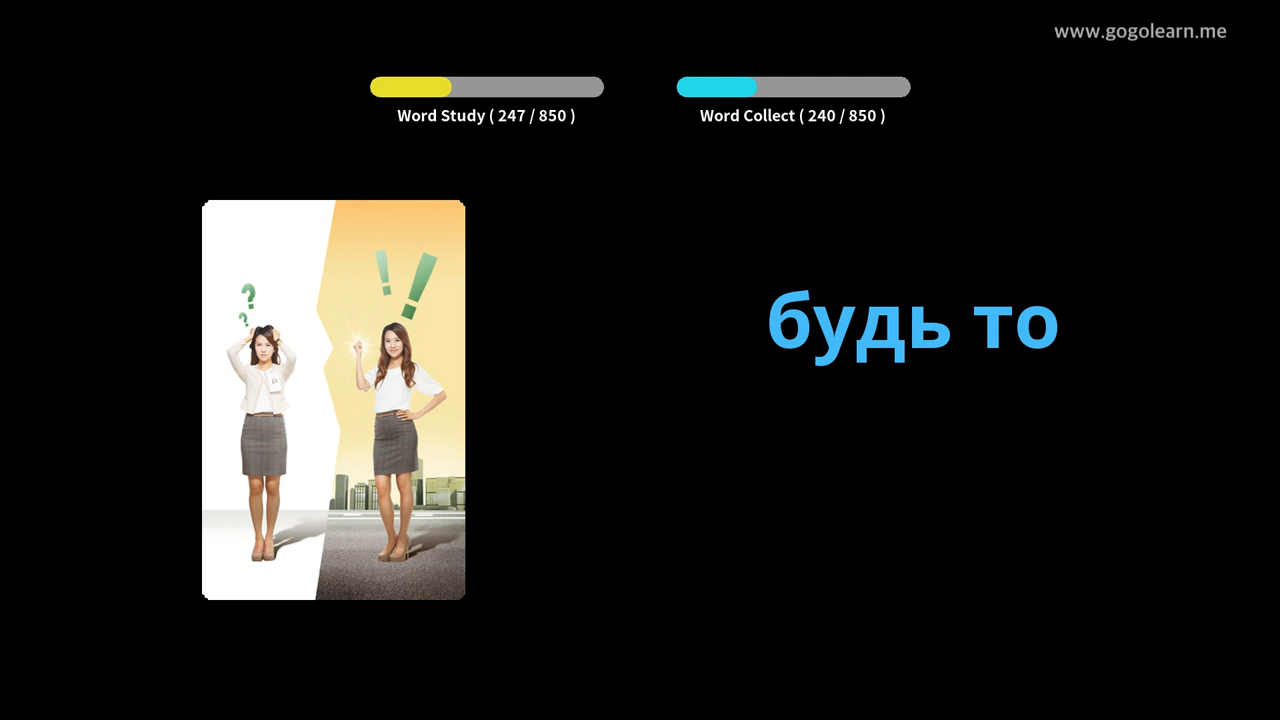 www.gogolearn.me
Word Study ( 247 / 850 )
Word Collect ( 240 / 850 )
? !!
?
будь то